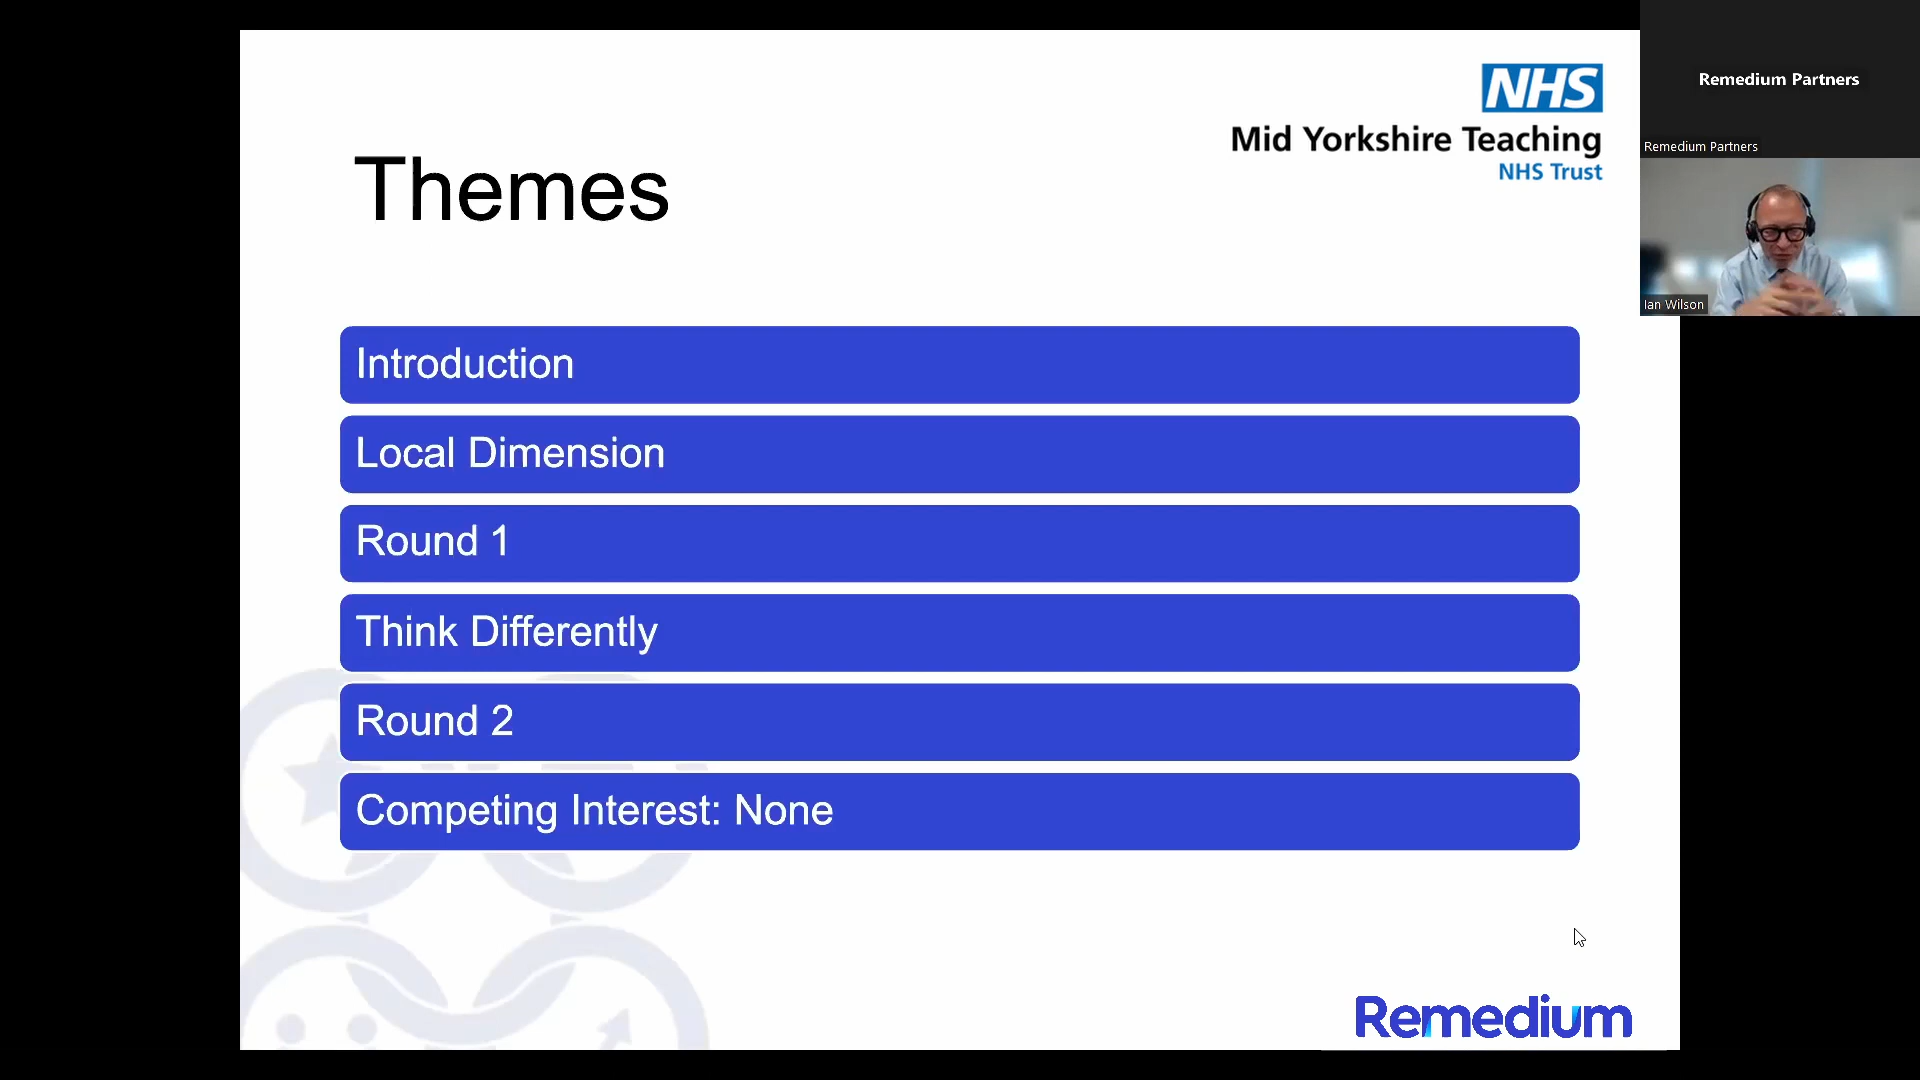 NHS
Mid Yorkshire Teaching
NHS Trust
Remedium Partners
Remedium Partners
Ian Wilson
Themes
Introduction
Local Dimension
Round 1
Think Differently
Round 2
Competing Interest: None
Remedium